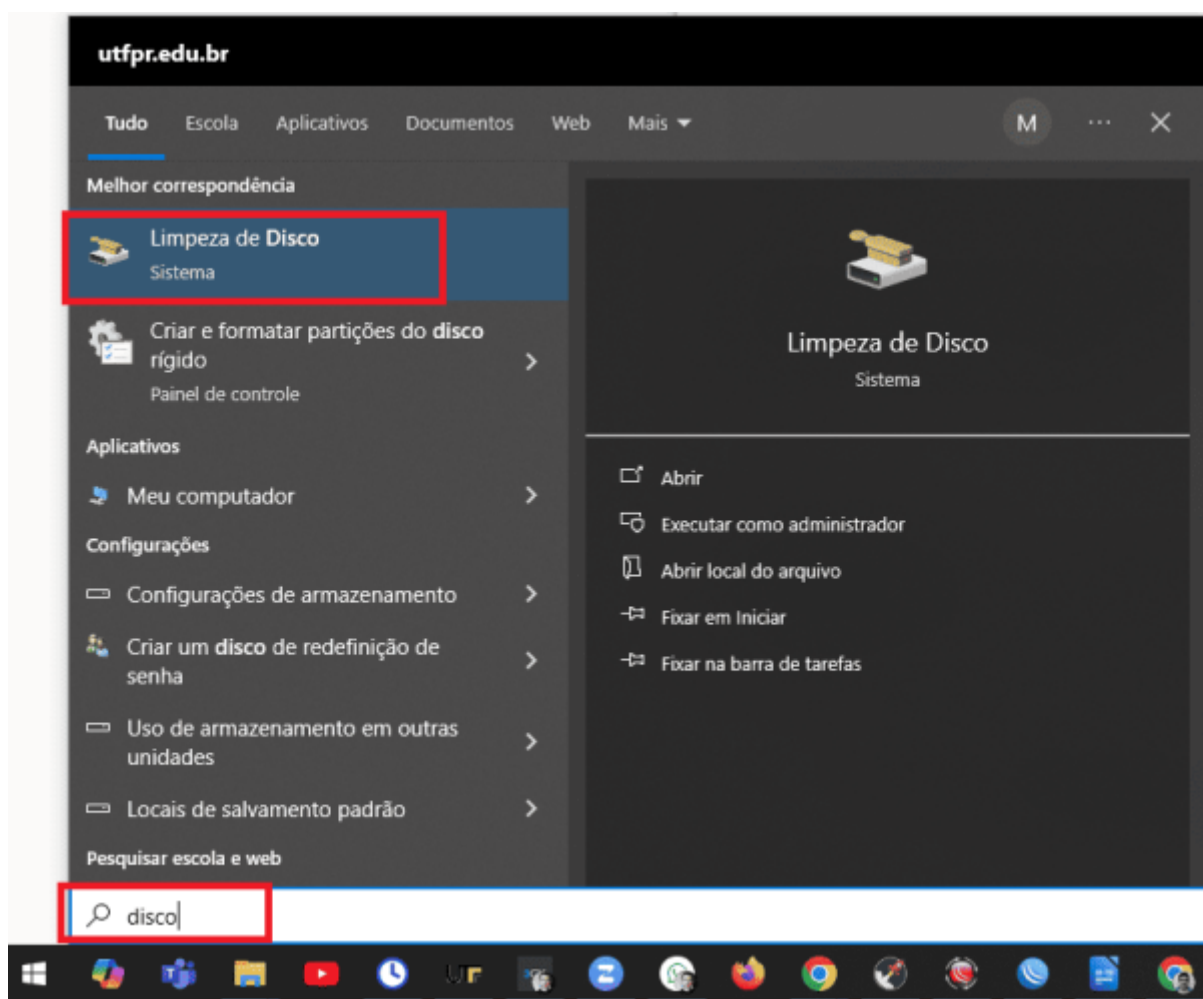 utfpr.edu.br
Tudo Escola Aplicativos Documentos Web Mais M
Melhor correspondência
Limpeza de Disco
Sistema
Criar e formatar partições do disco
rígido
Painel de controle
Aplicativos
Meu computador
Configurações
Configurações de armazenamento
Criar um disco de redefinição de
senha
Uso de armazenamento em outras
unidades
Locais de salvamento padrão
Pesquisar escola e web
disco
Limpeza de Disco
Sistema
Abrir
Executar como administrador
Abrir local do arquivo
Fixar em Iniciar
Fixar na barra de tarefas